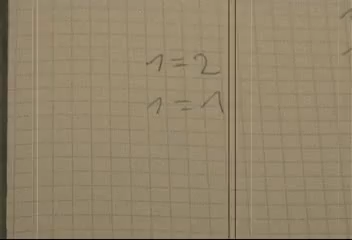 1 = 2
1 = 1